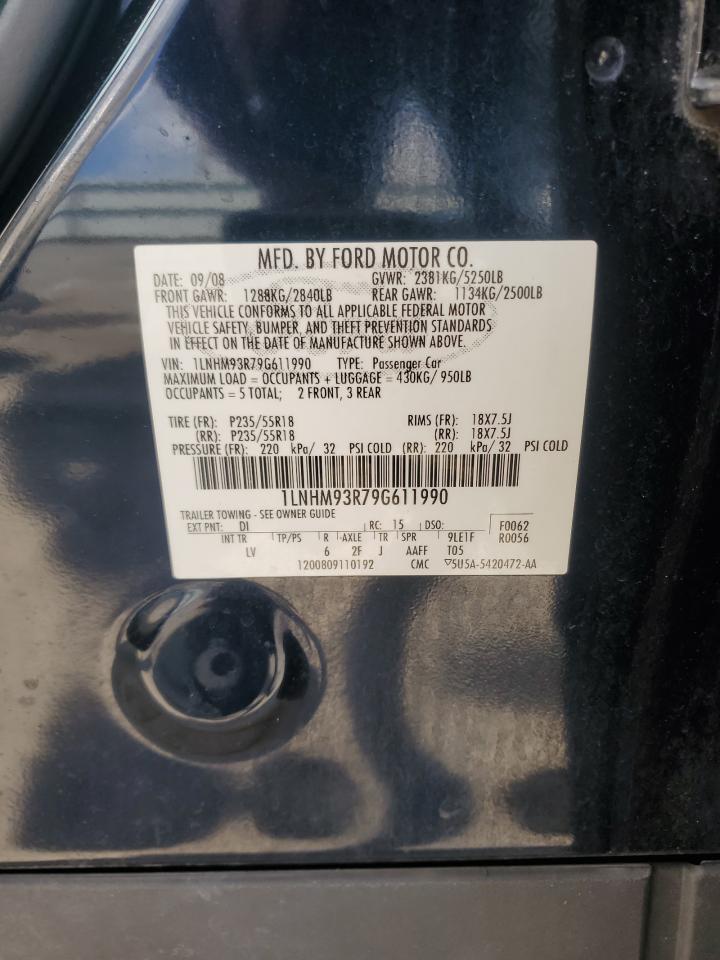 MFD. BY FORD MOTOR CO.
DATE: 09/08 GVWR: 2381KG/5250LB
FRONT GAWR: 1288KG/2840LB REAR GAWR: 1134KG/2500LB
THIS VEHICLE CONFORMS TO ALL APPLICABLE FEDERAL MOTOR
VEHICLE SAFETY, BUMPER, AND THEFT PREVENTION STANDARDS
IN EFFECT ON THE DATE OF MANUFACTURE SHOWN ABOVE.
VIN: 1LNHM93R79G611990 TYPE: Passenger Car
MAXIMUM LOAD = OCCUPANTS + LUGGAGE = 430KG/ 950LB
OCCUPANTS = 5 TOTAL; 2 FRONT, 3 REAR
TIRE (FR): P235/55R18 RIMS (FR): 18X7.5J
(RR): P235/55R18 (RR): 18X7.5J
PRESSURE (FR): 220 kPa/ 32 PSI COLD (RR): 220 kPa/ 32 PSI COLD
1LNHM93R79G611990
TRAILER TOWING - SEE OWNER GUIDE
EXT PNT: DI RC: 15 DSO: F0062
INT TR TP/PS R AXLE TR SPR 9LE1F R0056
LV 6 2F J AAFF T05
1200809110192 CMC ▽5U5A-5420472-AA